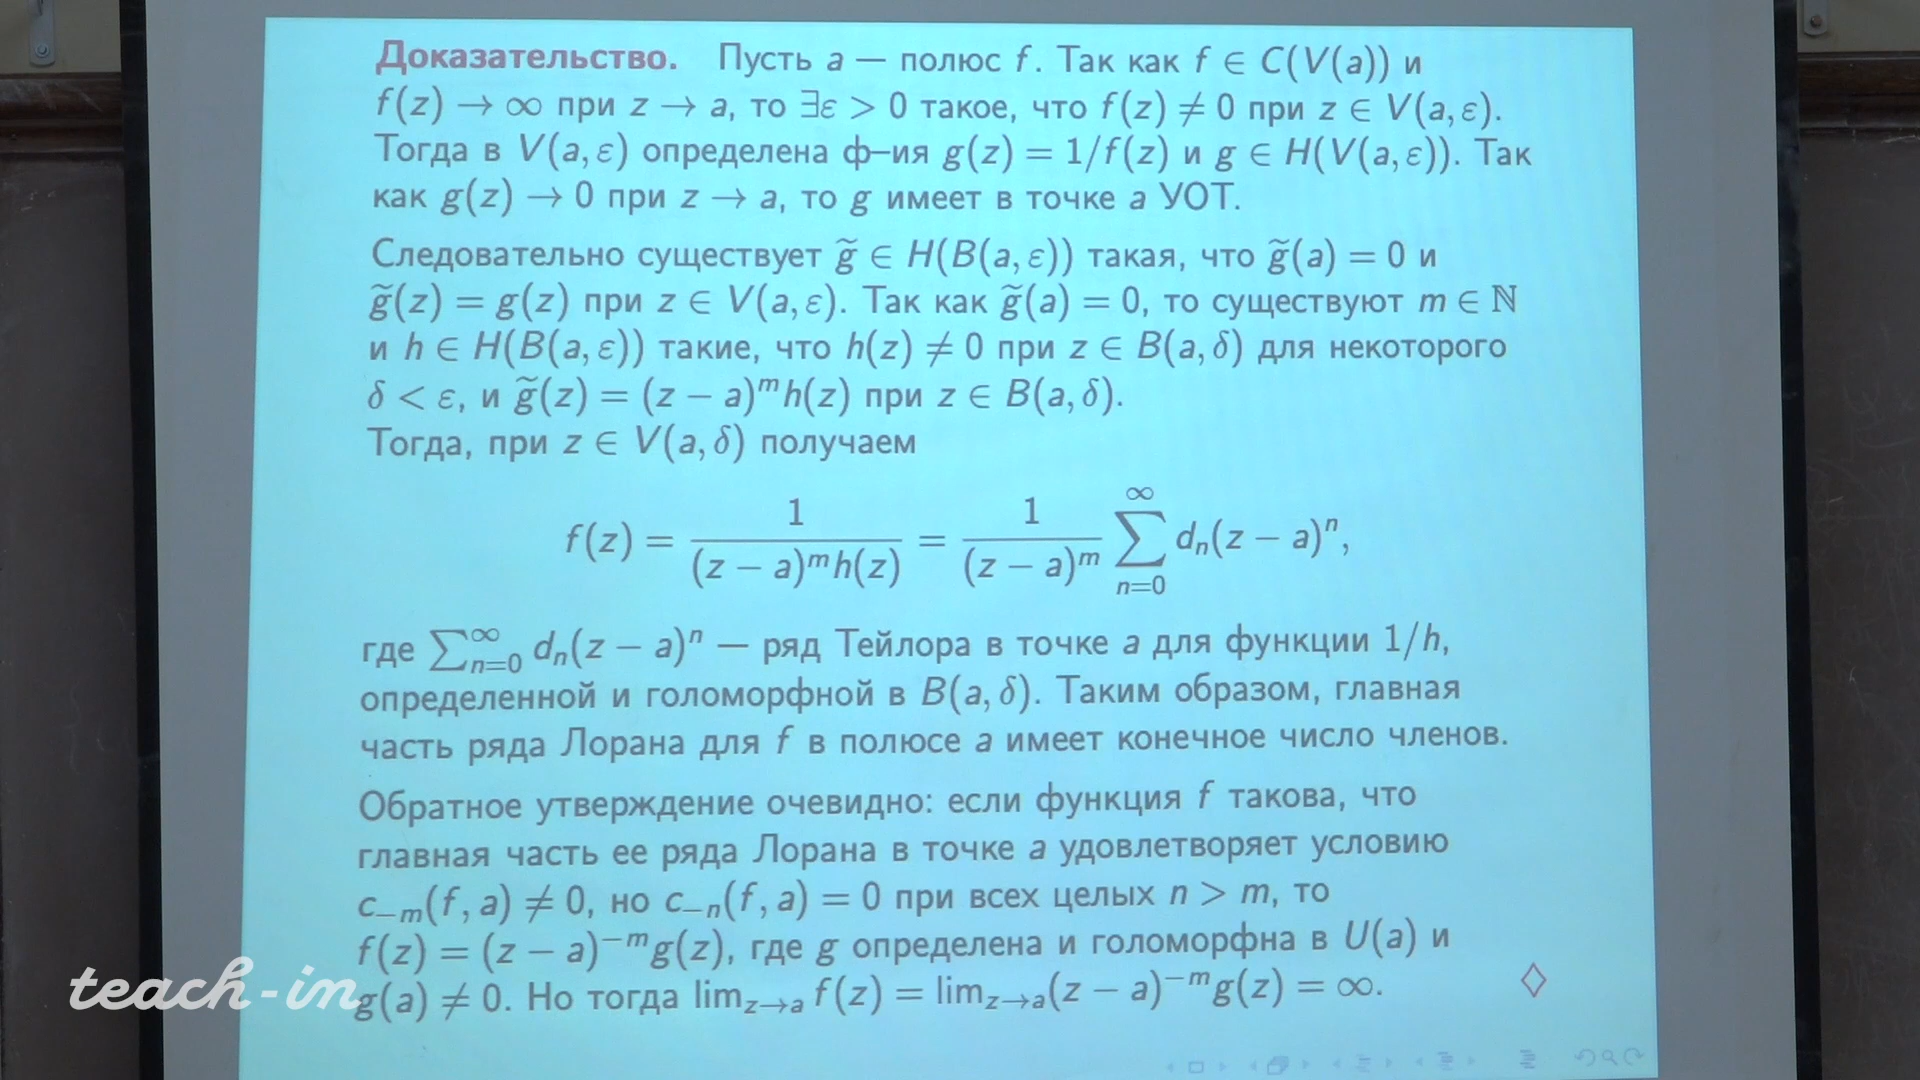 Доказательство. Пусть a — полюс f. Так как f ∈ C(V(a)) и
f(z) → ∞ при z → a, то ∃ε > 0 такое, что f(z) ≠ 0 при z ∈ V(a, ε).
Тогда в V(a, ε) определена ф–ия g(z) = 1/f(z) и g ∈ H(V(a, ε)). Так
как g(z) → 0 при z → a, то g имеет в точке a УОТ.
Следовательно существует g̃ ∈ H(B(a, ε)) такая, что g̃(a) = 0 и
g̃(z) = g(z) при z ∈ V(a, ε). Так как g̃(a) = 0, то существуют m ∈ ℕ
и h ∈ H(B(a, ε)) такие, что h(z) ≠ 0 при z ∈ B(a, δ) для некоторого
δ < ε, и g̃(z) = (z − a)^m h(z) при z ∈ B(a, δ).
Тогда, при z ∈ V(a, δ) получаем
f(z) = 1/((z − a)^m h(z)) = 1/(z − a)^m ∑_{n=0}^{∞} d_n(z − a)^n,
где ∑_{n=0}^{∞} d_n(z − a)^n — ряд Тейлора в точке a для функции 1/h,
определенной и голоморфной в B(a, δ). Таким образом, главная
часть ряда Лорана для f в полюсе a имеет конечное число членов.
Обратное утверждение очевидно: если функция f такова, что
главная часть ее ряда Лорана в точке a удовлетворяет условию
c_{−m}(f, a) ≠ 0, но c_{−n}(f, a) = 0 при всех целых n > m, то
f(z) = (z − a)^{−m} g(z), где g определена и голоморфна в U(a) и
g(a) ≠ 0. Но тогда lim_{z→a} f(z) = lim_{z→a}(z − a)^{−m} g(z) = ∞. ◇
teach-in